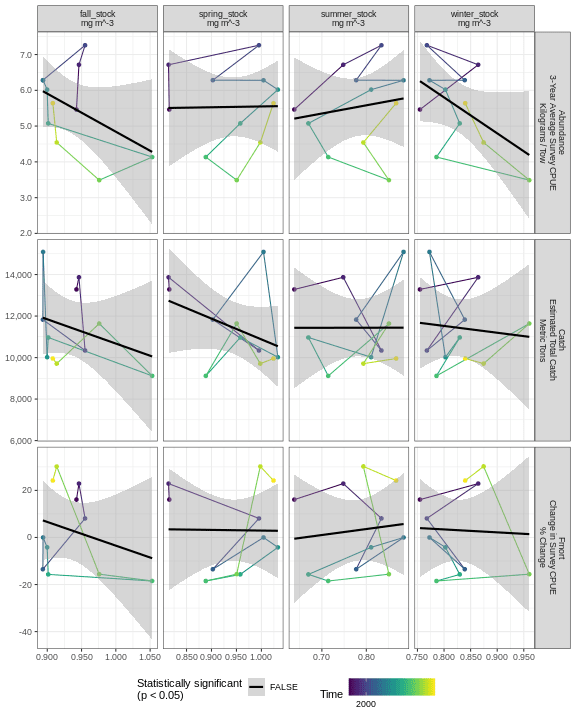 fall_stock
mg m^-3
spring_stock
mg m^-3
summer_stock
mg m^-3
winter_stock
mg m^-3
7.0
6.0
5.0
4.0
3.0
2.0
Abundance
3-Year Average Survey CPUE
Kilograms / Tow
14,000
12,000
10,000
8,000
6,000
Catch
Estimated Total Catch
Metric Tons
20
0
-20
-40
Fmort
Change in Survey CPUE
% Change
0.900 0.950 1.000 1.050
0.850 0.900 0.950 1.000
0.70 0.80
0.750 0.800 0.850 0.900 0.950
Statistically significant
(p < 0.05)
FALSE
Time
2000